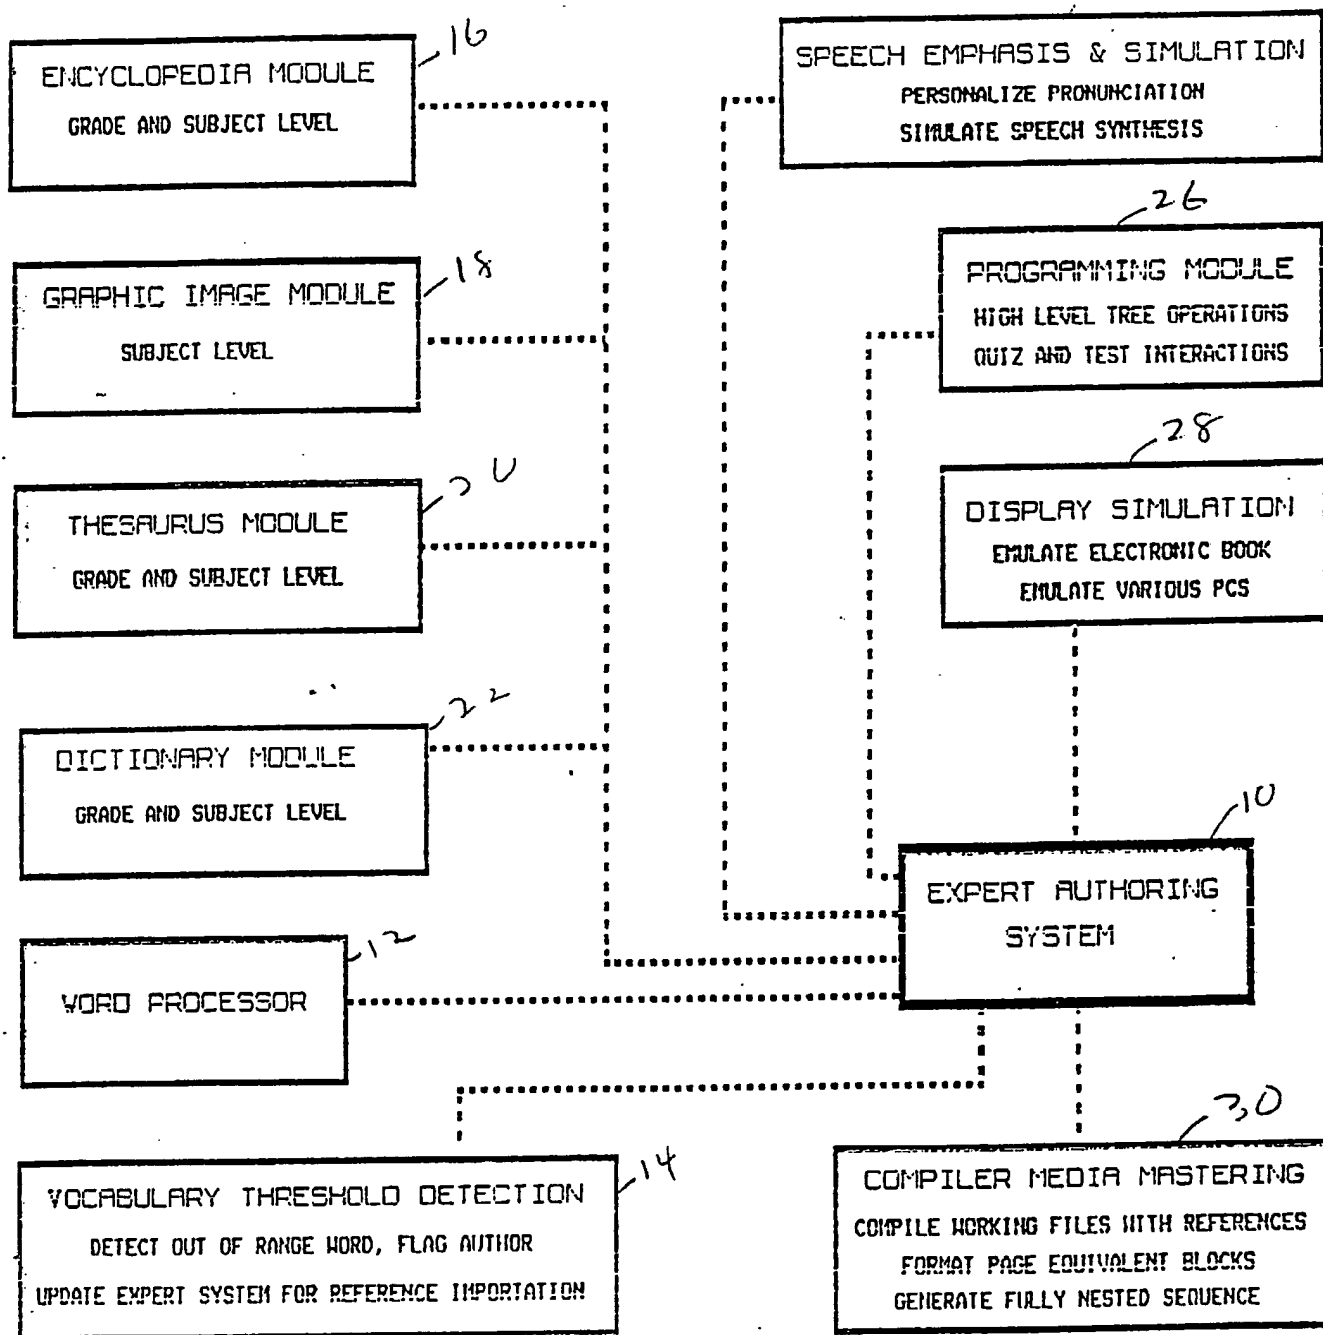 16
ENCYCLOPEDIA MODULE
GRADE AND SUBJECT LEVEL
SPEECH EMPHASIS & SIMULATION
PERSONALIZE PRONUNCIATION
SIMULATE SPEECH SYNTHESIS
18
GRAPHIC IMAGE MODULE
SUBJECT LEVEL
26
PROGRAMMING MODULE
HIGH LEVEL TREE OPERATIONS
QUIZ AND TEST INTERACTIONS
20
THESAURUS MODULE
GRADE AND SUBJECT LEVEL
28
DISPLAY SIMULATION
EMULATE ELECTRONIC BOOK
EMULATE VARIOUS PCS
22
DICTIONARY MODULE
GRADE AND SUBJECT LEVEL
10
EXPERT AUTHORING
SYSTEM
12
WORD PROCESSOR
14
VOCABULARY THRESHOLD DETECTION
DETECT OUT OF RANGE WORD, FLAG AUTHOR
UPDATE EXPERT SYSTEM FOR REFERENCE IMPORTATION
30
COMPILER MEDIA MASTERING
COMPILE WORKING FILES WITH REFERENCES
FORMAT PAGE EQUIVALENT BLOCKS
GENERATE FULLY NESTED SEQUENCE